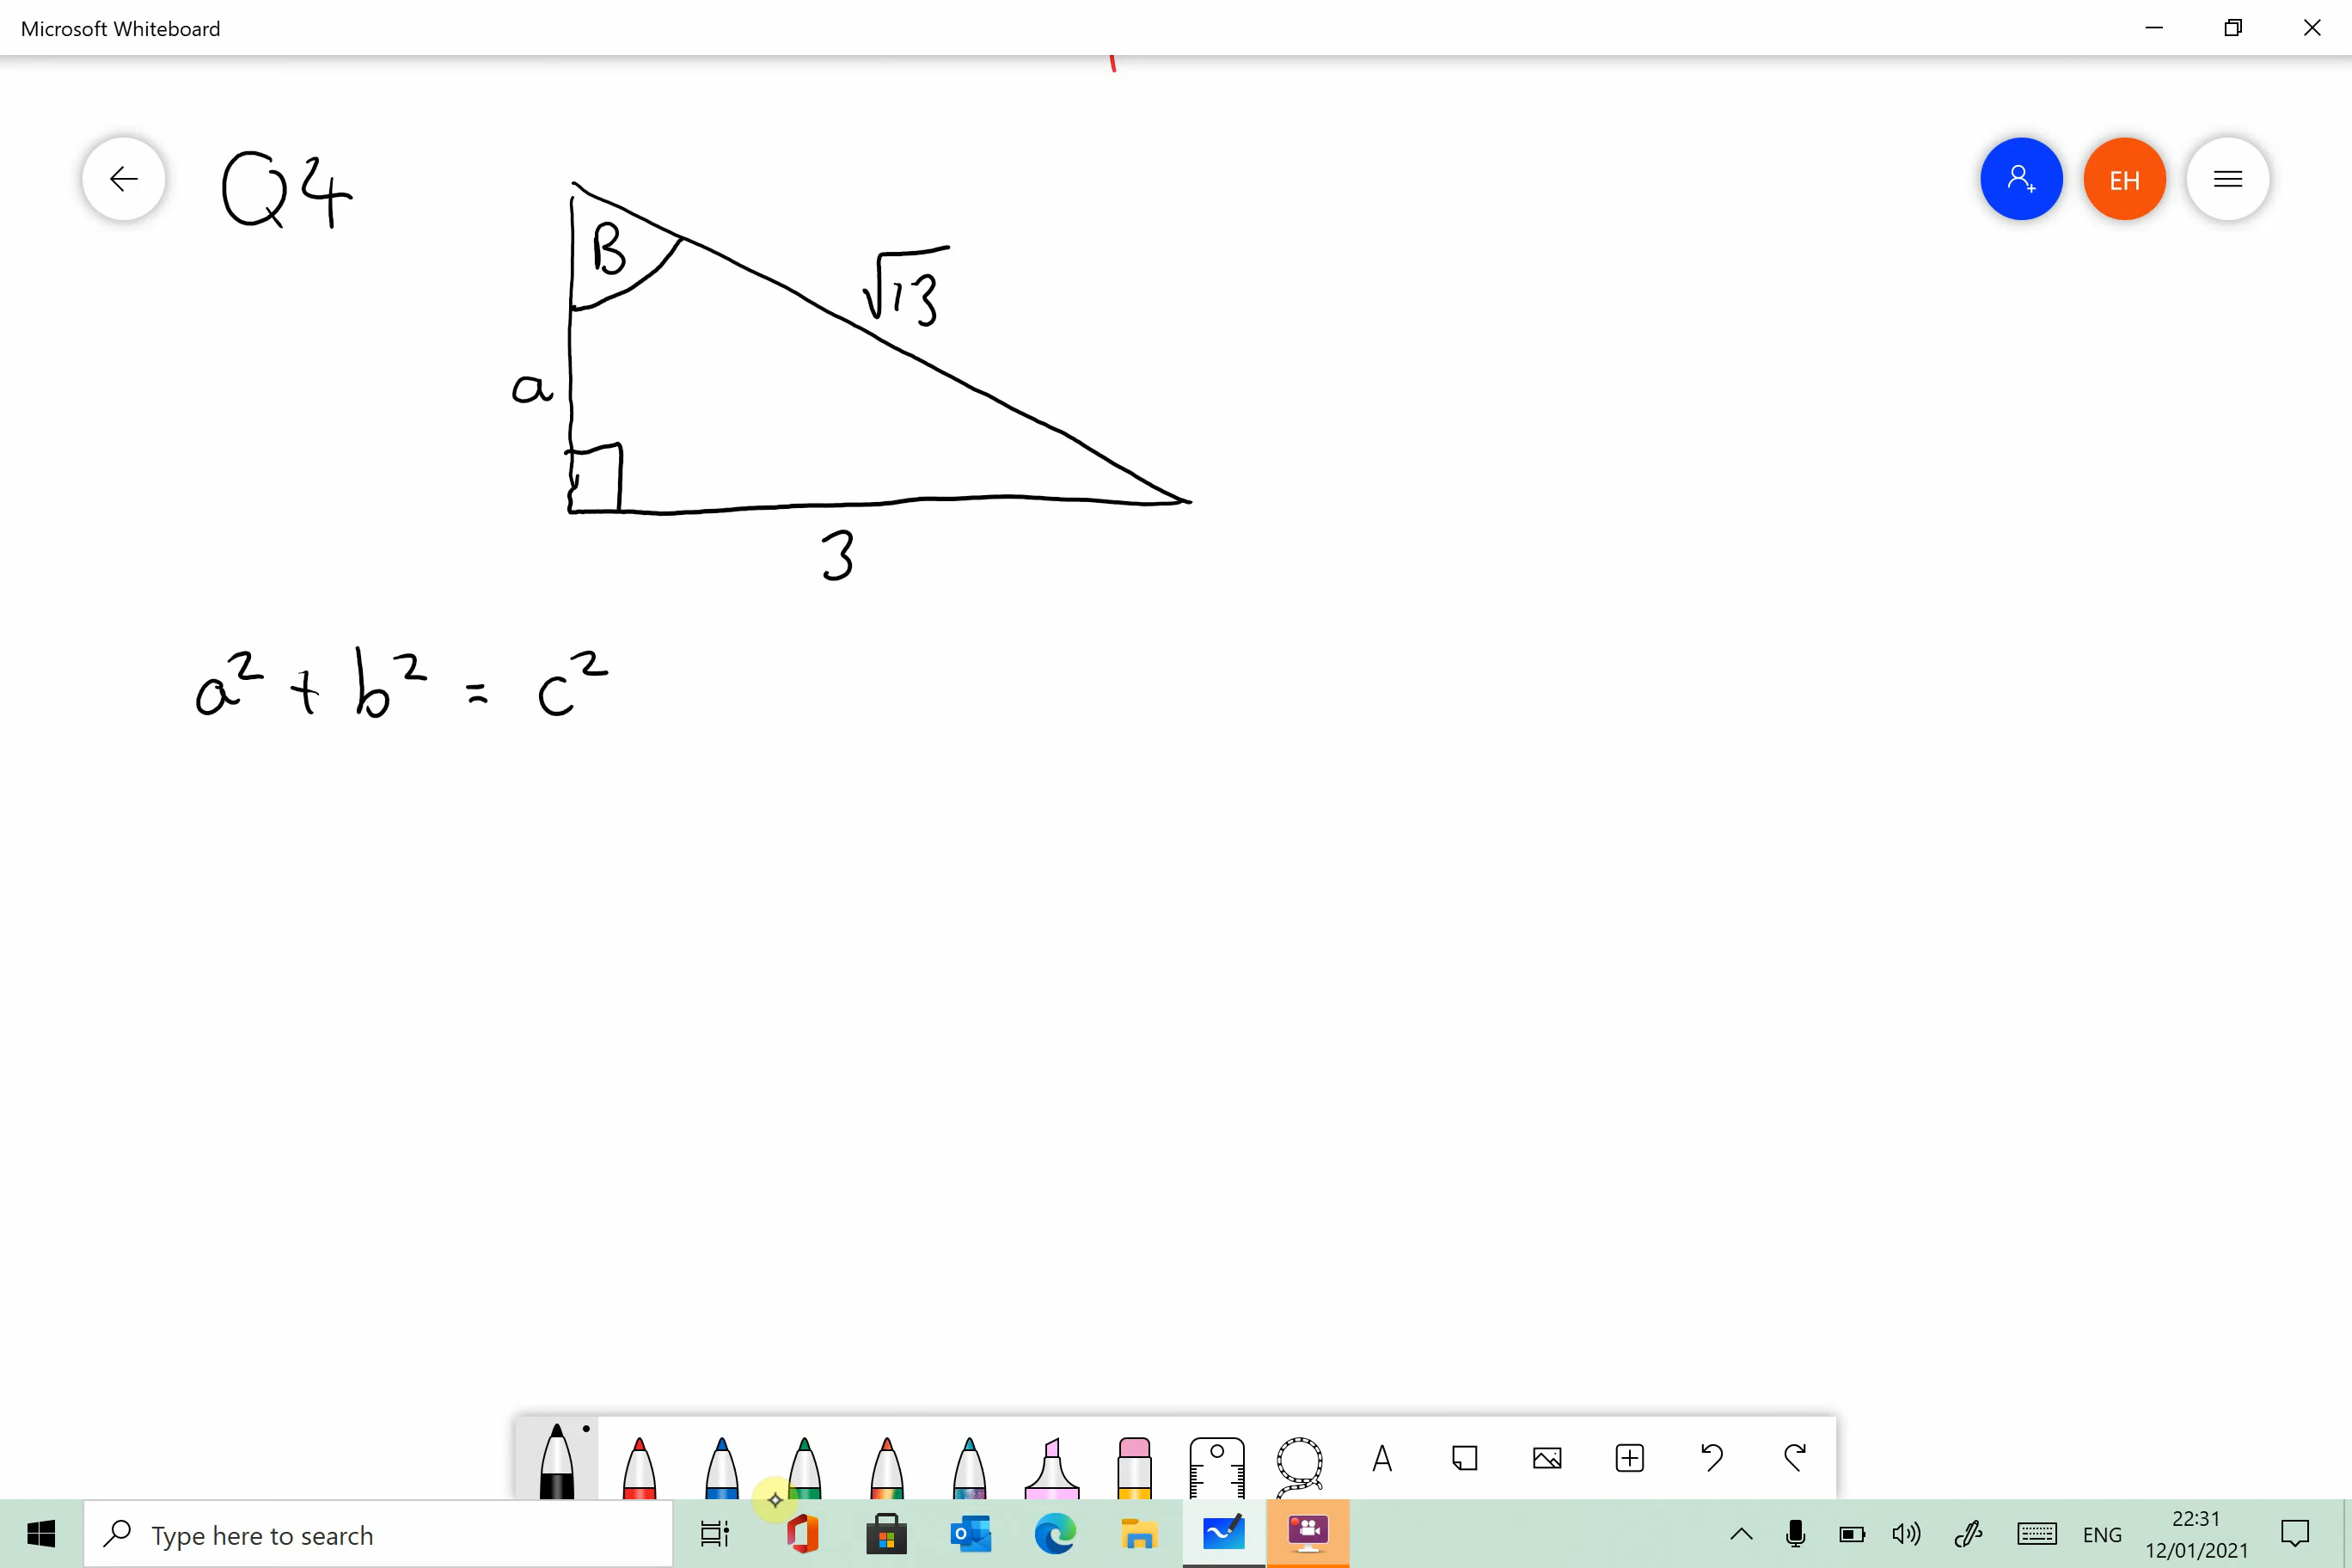 Microsoft Whiteboard
Q4
EH
B
√13
a
3
a² + b² = c²
A
Type here to search
ENG
22:31
12/01/2021